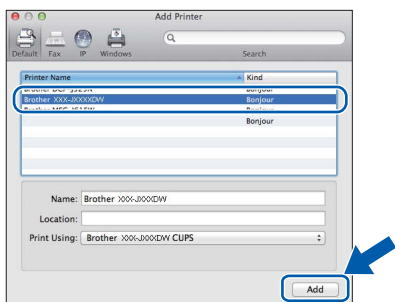 Add Printer
Default Fax IP Windows
Search
Printer Name Kind
Brother XXX-JXXXXDW Bonjour
Bonjour
Name: Brother XXX-JXXXDW
Location:
Print Using: Brother XXX-JXXXDW CUPS
Add